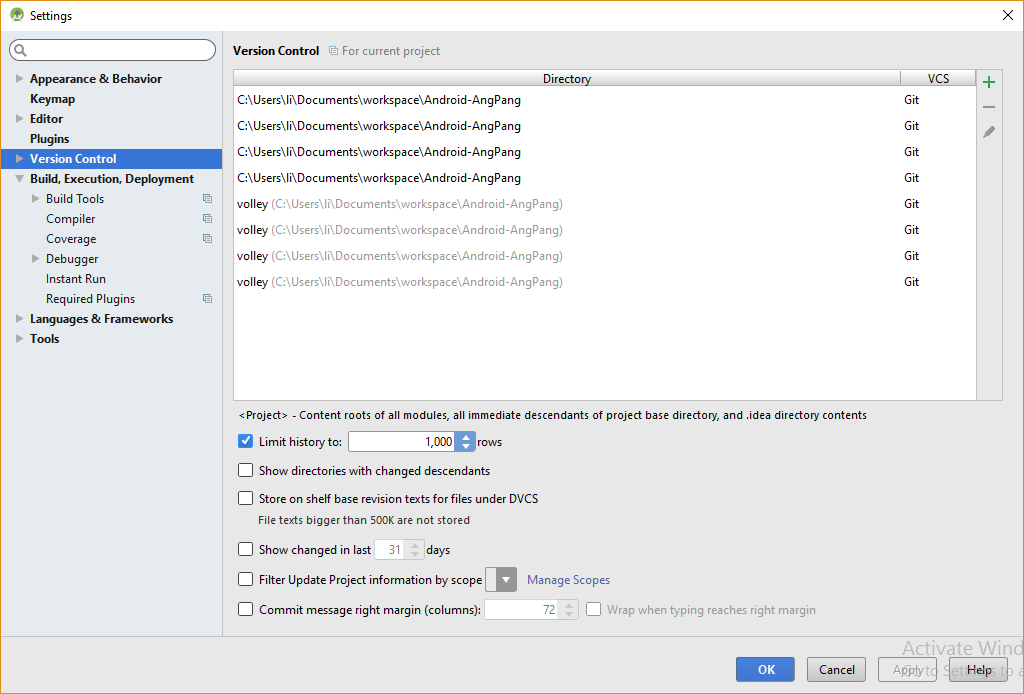 Settings
Version Control For current project
Appearance & Behavior
Keymap
Editor
Plugins
Version Control
Build, Execution, Deployment
Build Tools
Compiler
Coverage
Debugger
Instant Run
Required Plugins
Languages & Frameworks
Tools
Directory VCS
C:\Users\li\Documents\workspace\Android-AngPang Git
C:\Users\li\Documents\workspace\Android-AngPang Git
C:\Users\li\Documents\workspace\Android-AngPang Git
C:\Users\li\Documents\workspace\Android-AngPang Git
volley (C:\Users\li\Documents\workspace\Android-AngPang) Git
volley (C:\Users\li\Documents\workspace\Android-AngPang) Git
volley (C:\Users\li\Documents\workspace\Android-AngPang) Git
volley (C:\Users\li\Documents\workspace\Android-AngPang) Git
<Project> - Content roots of all modules, all immediate descendants of project base directory, and .idea directory contents
Limit history to: 1,000 rows
Show directories with changed descendants
Store on shelf base revision texts for files under DVCS
File texts bigger than 500K are not stored
Show changed in last 31 days
Filter Update Project information by scope Manage Scopes
Commit message right margin (columns): 72 Wrap when typing reaches right margin
Activate Wind
OK Cancel Apply Help